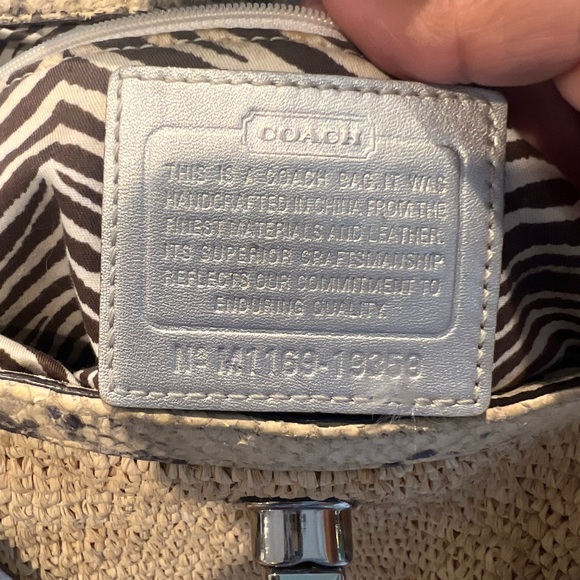 COACH
THIS IS A COACH BAG. IT WAS
HANDCRAFTED IN CHINA FROM THE
FINEST MATERIALS AND LEATHER.
ITS SUPERIOR CRAFTSMANSHIP
REFLECTS OUR COMMITMENT TO
ENDURING QUALITY.
Nº M1169-19358